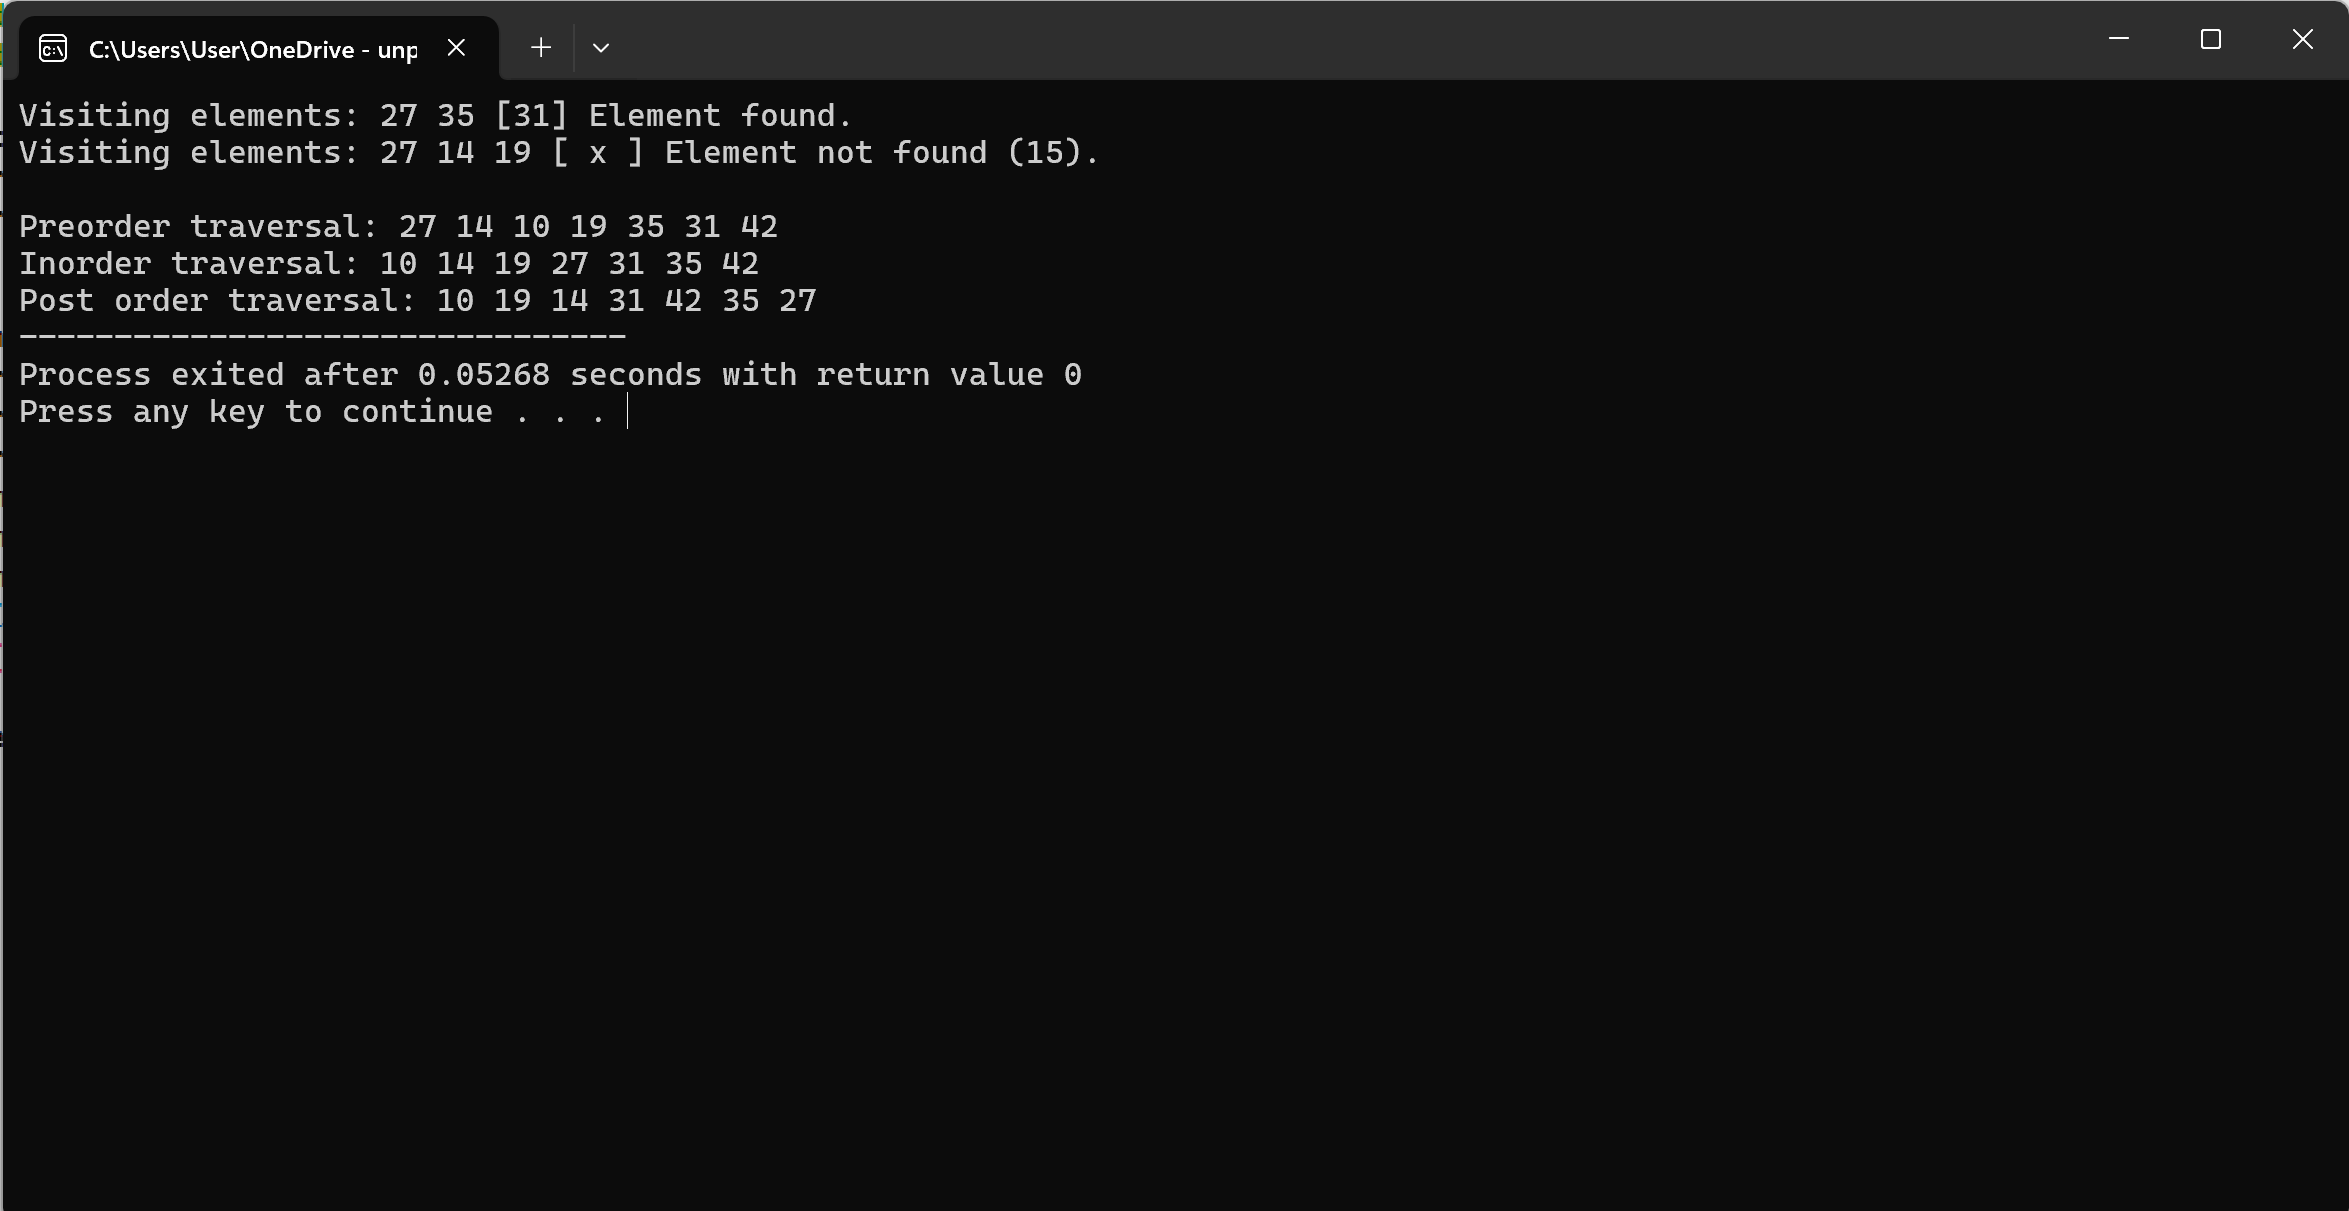 C:\Users\User\OneDrive - unp
Visiting elements: 27 35 [31] Element found.
Visiting elements: 27 14 19 [ x ] Element not found (15).
Preorder traversal: 27 14 10 19 35 31 42
Inorder traversal: 10 14 19 27 31 35 42
Post order traversal: 10 19 14 31 42 35 27
--------------------------------
Process exited after 0.05268 seconds with return value 0
Press any key to continue . . .